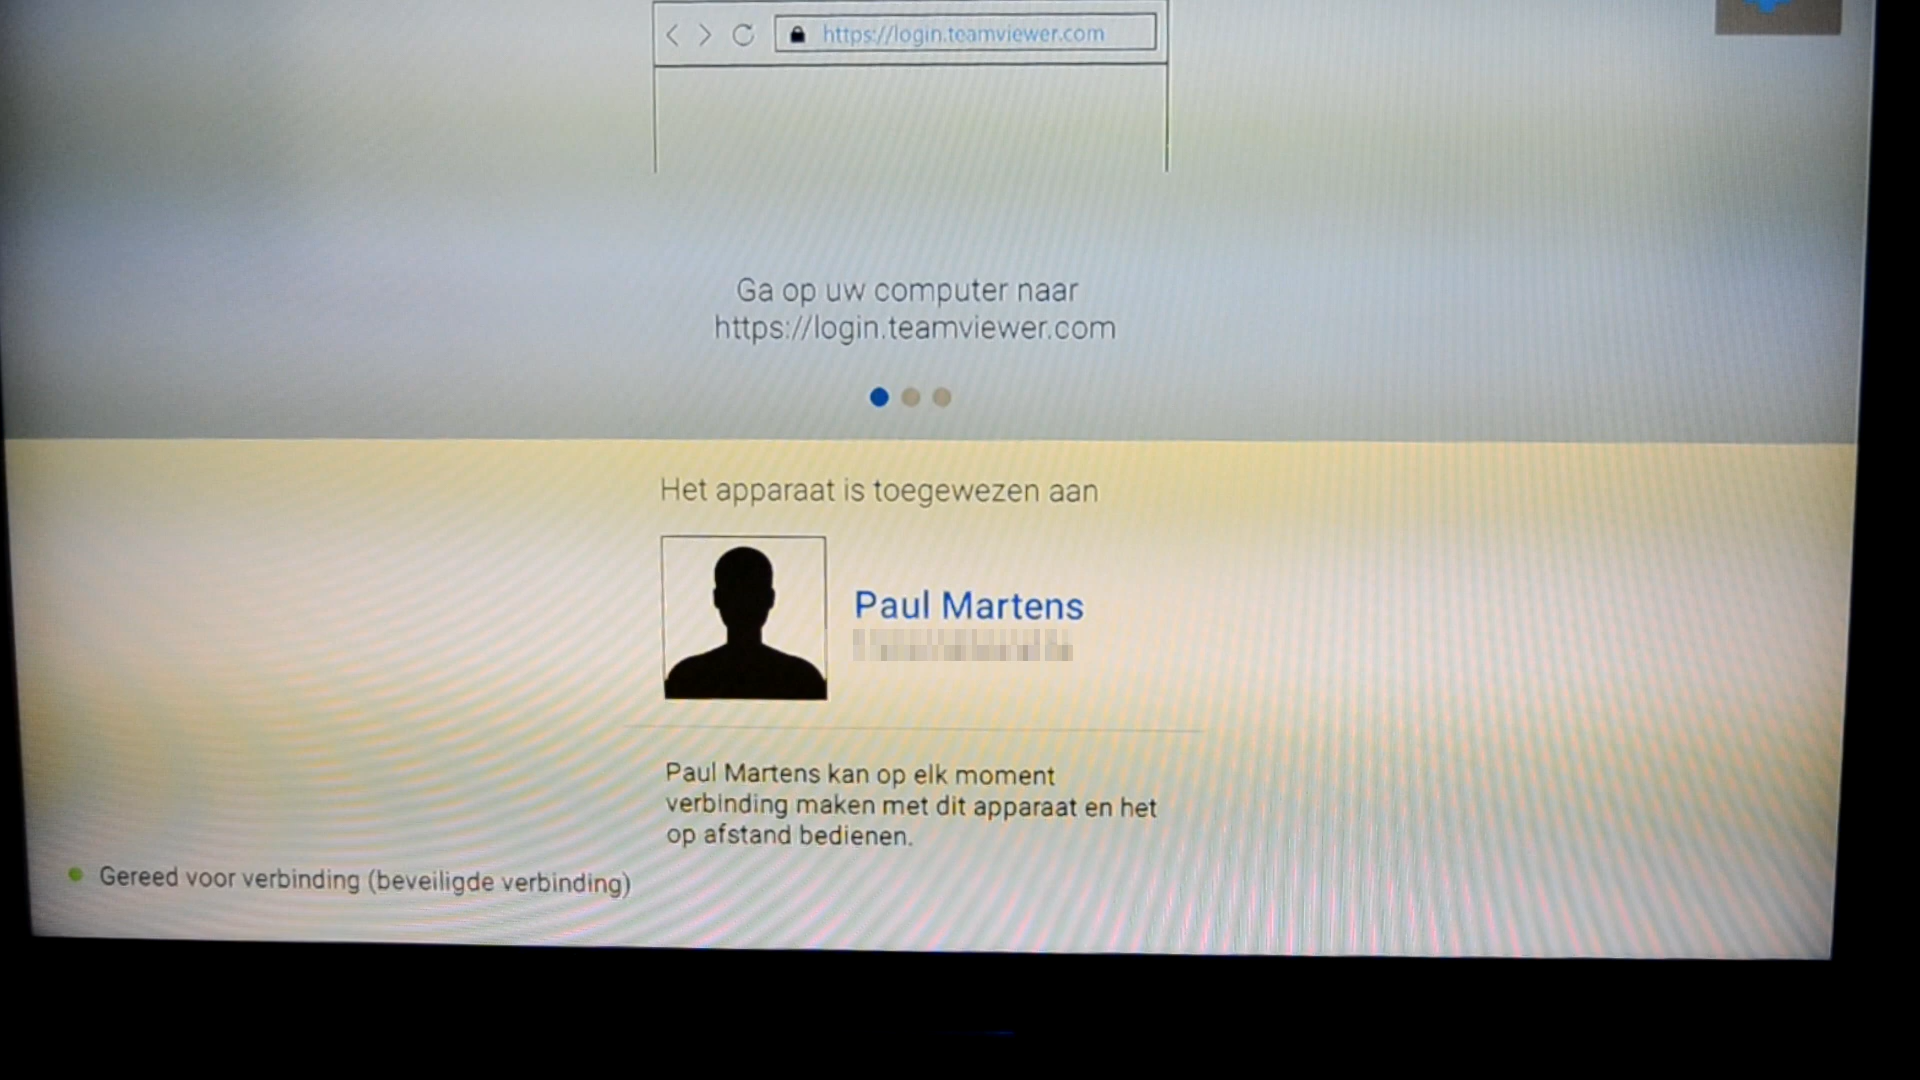 https://login.teamviewer.com
Ga op uw computer naar
https://login.teamviewer.com
Het apparaat is toegewezen aan
Paul Martens
Paul Martens kan op elk moment
verbinding maken met dit apparaat en het
op afstand bedienen.
Gereed voor verbinding (beveiligde verbinding)